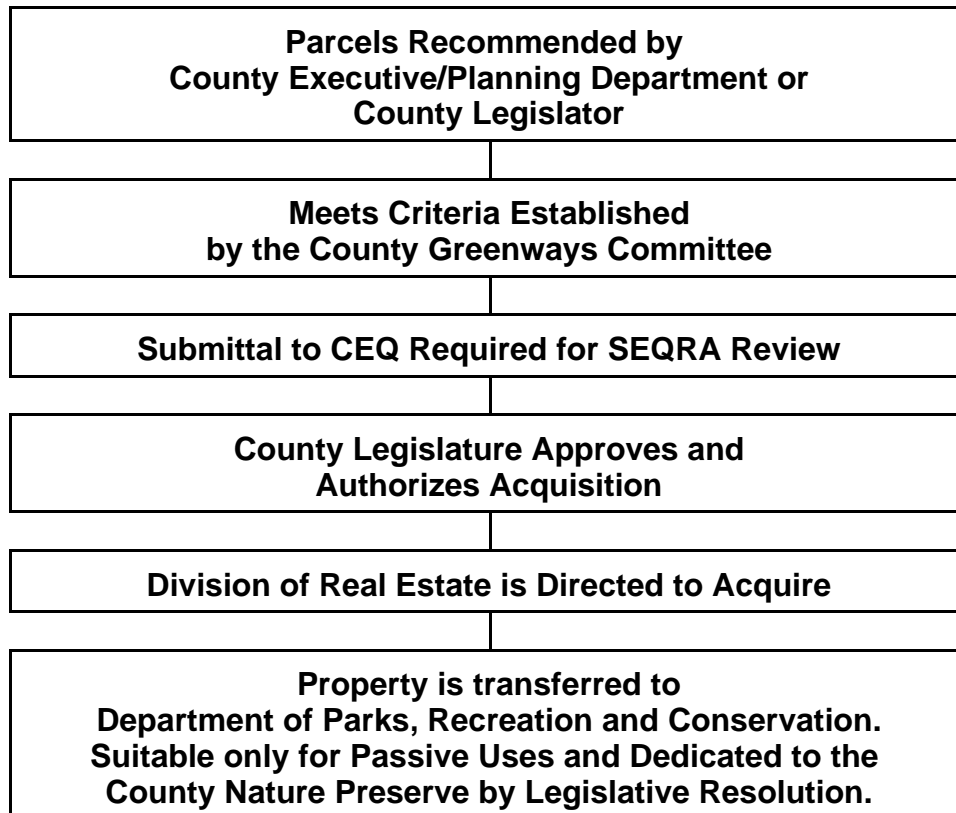 Parcels Recommended by
County Executive/Planning Department or
County Legislator
Meets Criteria Established
by the County Greenways Committee
Submittal to CEQ Required for SEQRA Review
County Legislature Approves and
Authorizes Acquisition
Division of Real Estate is Directed to Acquire
Property is transferred to
Department of Parks, Recreation and Conservation.
Suitable only for Passive Uses and Dedicated to the
County Nature Preserve by Legislative Resolution.